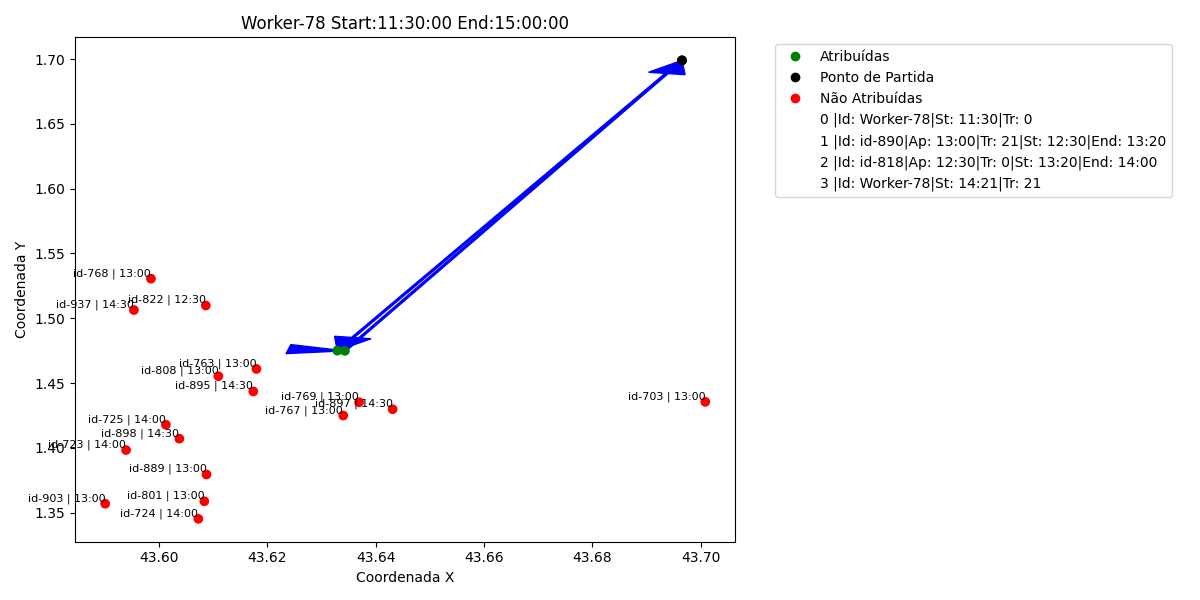 Worker-78 Start:11:30:00 End:15:00:00
Coordenada Y
1.70
1.65
1.60
1.55
1.50
1.45
1.40
1.35
43.60
43.62
43.64
43.66
43.68
43.70
Coordenada X
id-768 | 13:00
id-937 | 14:30
id-822 | 12:30
id-763 | 13:00
id-808 | 13:00
id-895 | 14:30
id-769 | 13:00
id-897 | 14:30
id-767 | 13:00
id-703 | 13:00
id-725 | 14:00
id-898 | 14:30
id-723 | 14:00
id-889 | 13:00
id-903 | 13:00
id-801 | 13:00
id-724 | 14:00
Atribuídas
Ponto de Partida
Não Atribuídas
0 |Id: Worker-78|St: 11:30|Tr: 0
1 |Id: id-890|Ap: 13:00|Tr: 21|St: 12:30|End: 13:20
2 |Id: id-818|Ap: 12:30|Tr: 0|St: 13:20|End: 14:00
3 |Id: Worker-78|St: 14:21|Tr: 21